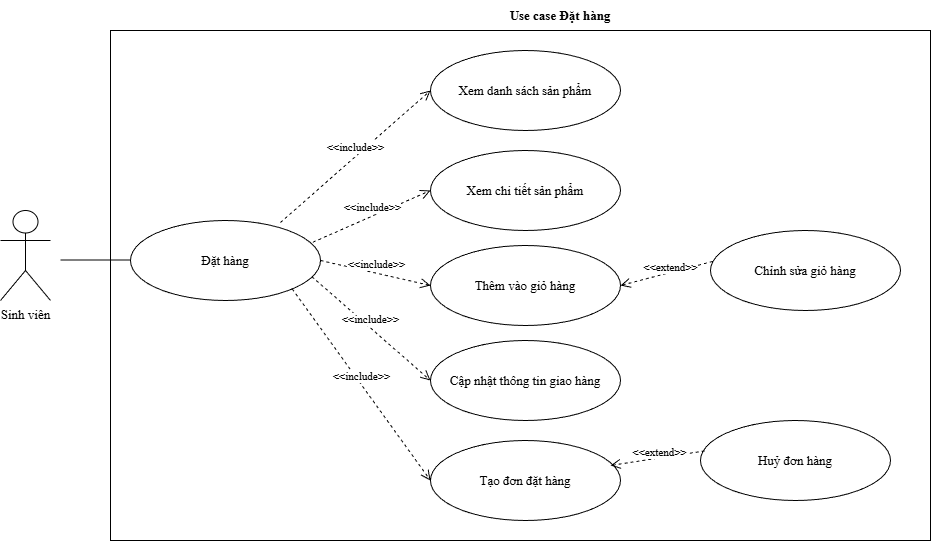 Use case Đặt hàng
Xem danh sách sản phẩm
<<include>>
Xem chi tiết sản phẩm
<<include>>
Đặt hàng
<<include>>
Thêm vào giỏ hàng
<<extend>>
Chỉnh sửa giỏ hàng
Sinh viên
<<include>>
Cập nhật thông tin giao hàng
<<include>>
Tạo đơn đặt hàng
<<extend>>
Huỷ đơn hàng